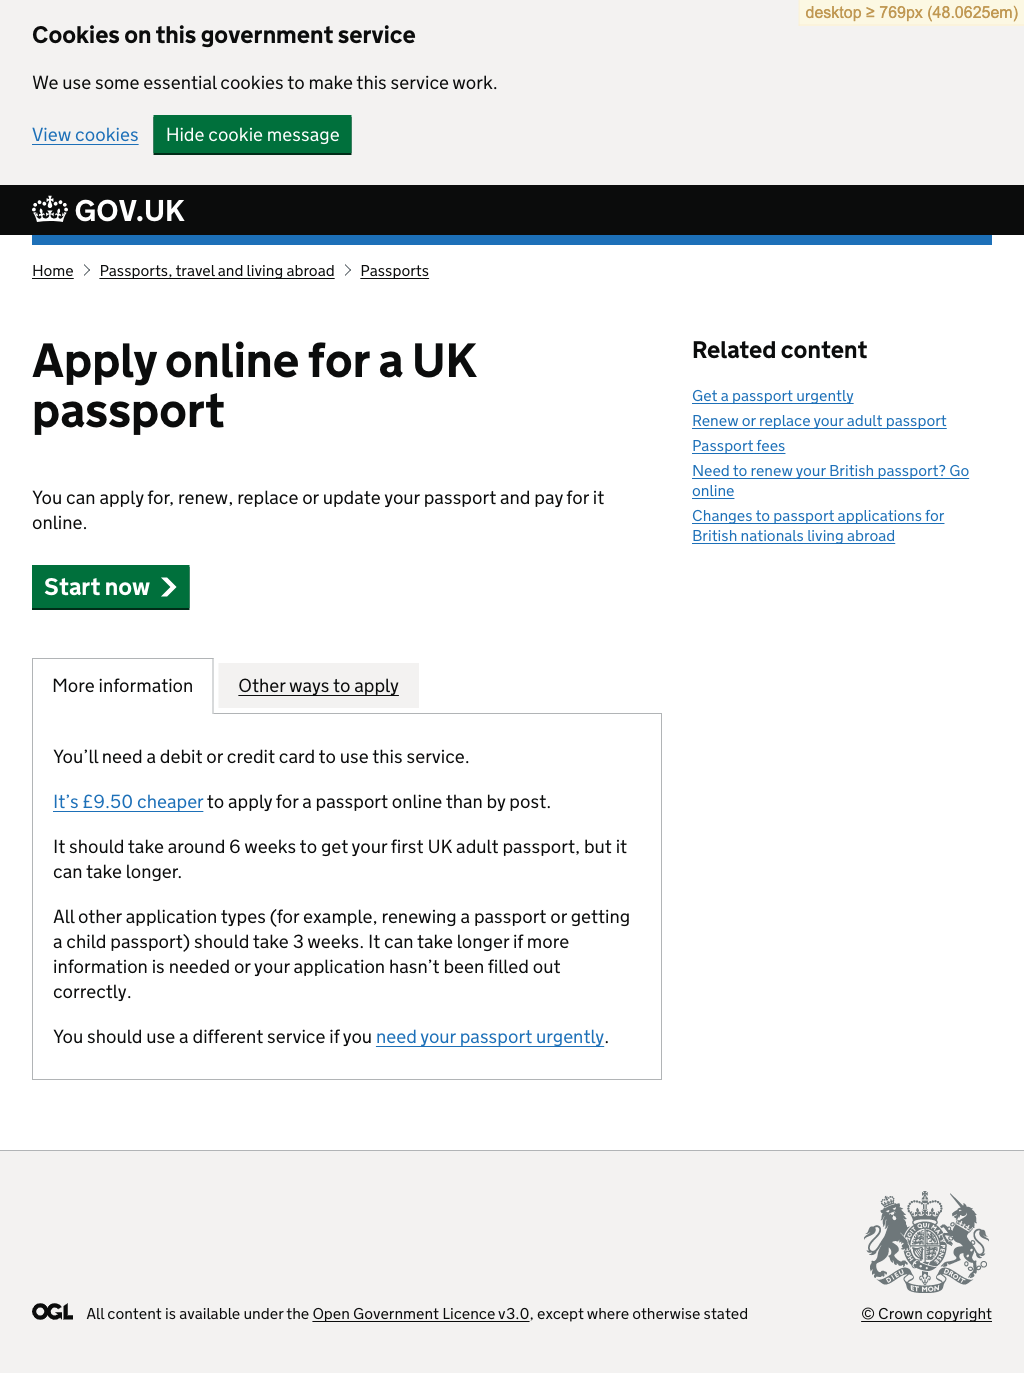 desktop ≥ 769px (48.0625em)
Cookies on this government service
We use some essential cookies to make this service work.
View cookies Hide cookie message
GOV.UK
Home Passports, travel and living abroad Passports
Apply online for a UK
passport
You can apply for, renew, replace or update your passport and pay for it
online.
Start now
More information Other ways to apply
You’ll need a debit or credit card to use this service.
It’s £9.50 cheaper to apply for a passport online than by post.
It should take around 6 weeks to get your first UK adult passport, but it
can take longer.
All other application types (for example, renewing a passport or getting
a child passport) should take 3 weeks. It can take longer if more
information is needed or your application hasn’t been filled out
correctly.
You should use a different service if you need your passport urgently.
Related content
Get a passport urgently
Renew or replace your adult passport
Passport fees
Need to renew your British passport? Go
online
Changes to passport applications for
British nationals living abroad
DIEU ET MON DROIT
OGL All content is available under the Open Government Licence v3.0, except where otherwise stated
© Crown copyright